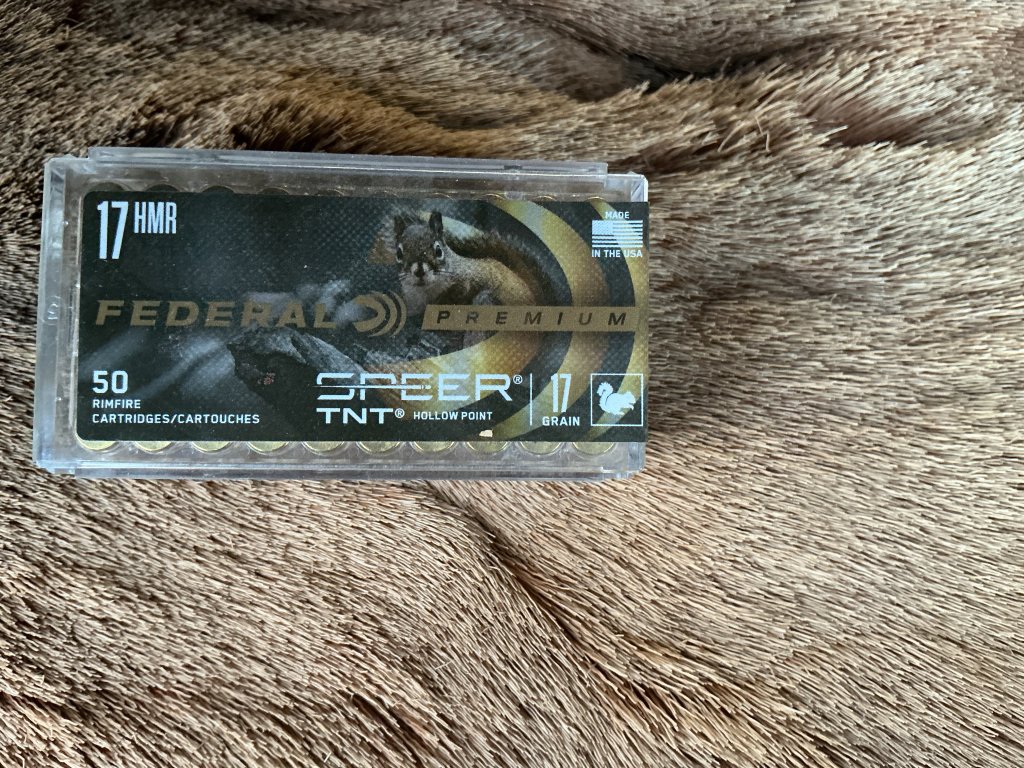 17 HMR
MADE
IN THE USA
FEDERAL PREMIUM
50
RIMFIRE
CARTRIDGES/CARTOUCHES
SPEER®
TNT® HOLLOW POINT
17
GRAIN